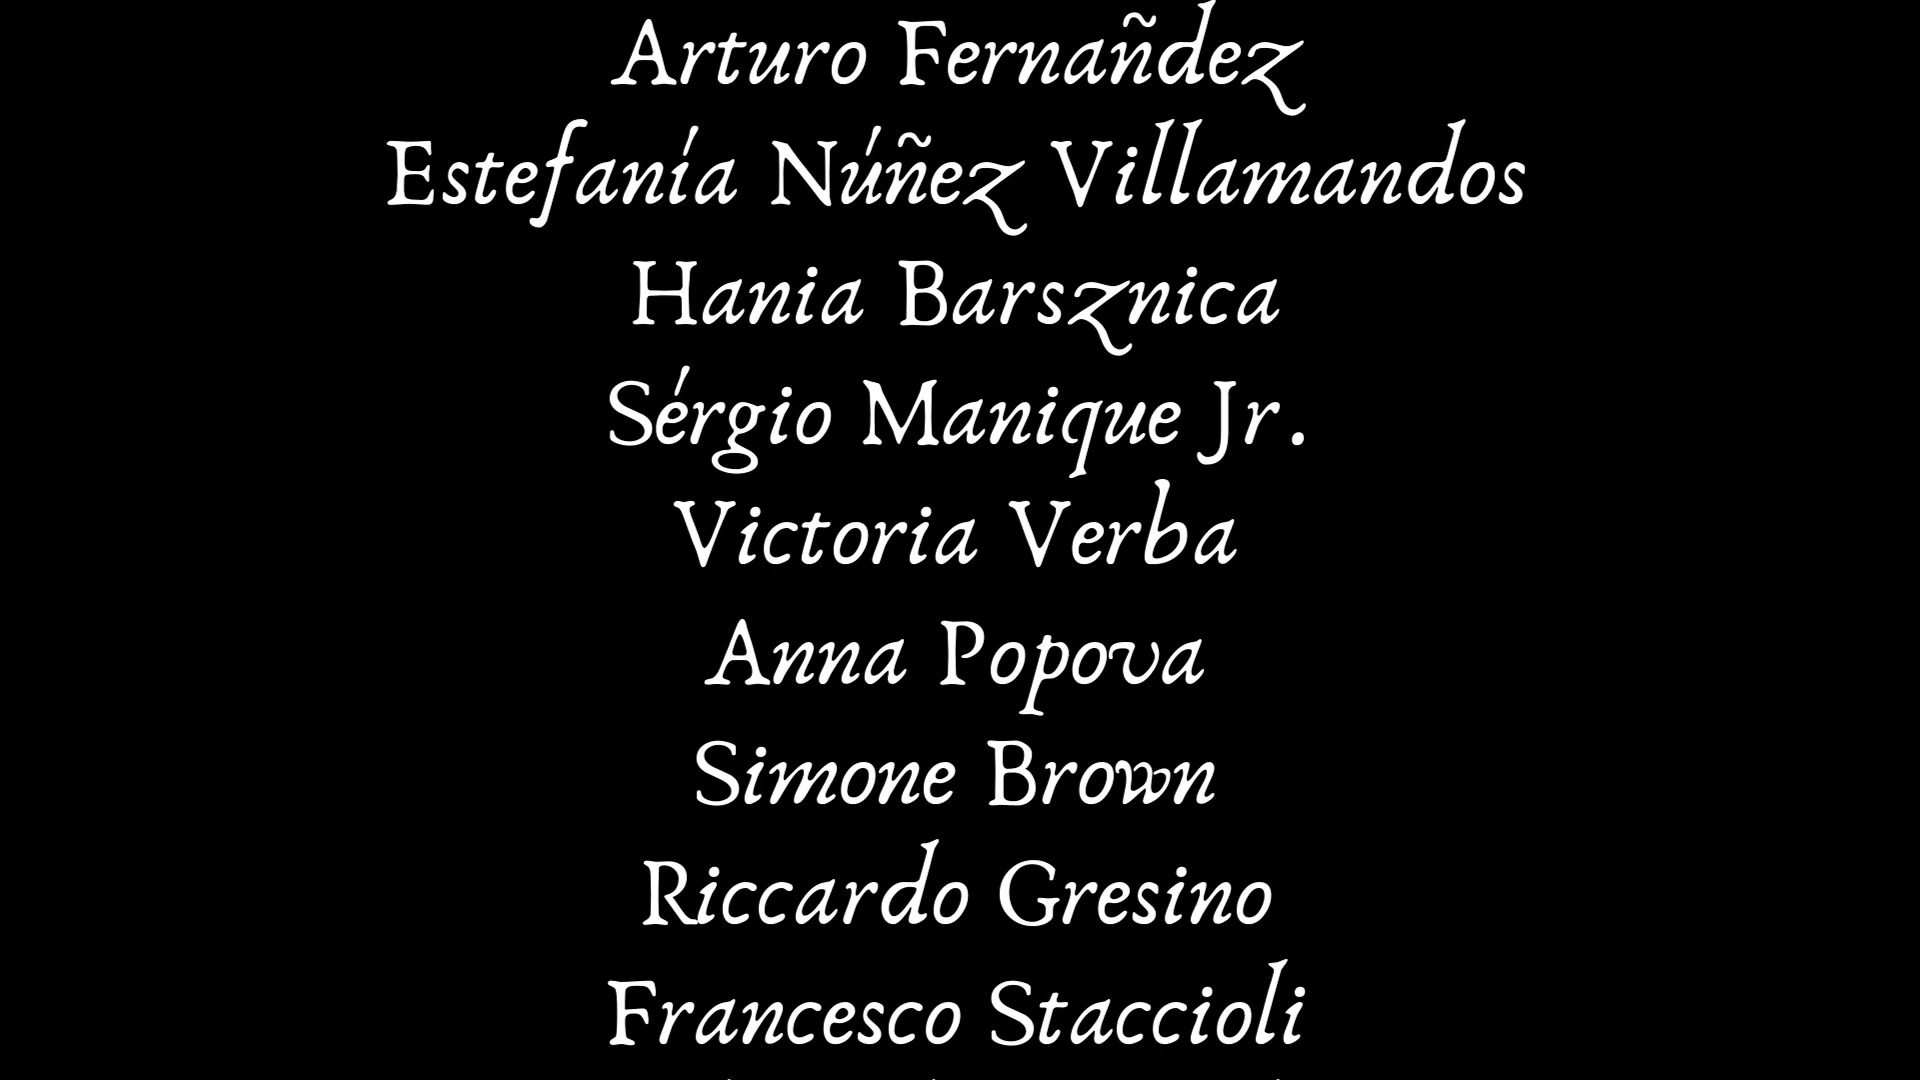 Arturo Fernañdez
Estefanía Núñez Villamandos
Hania Barsznica
Sérgio Manique Jr.
Victoria Verba
Anna Popova
Simone Brown
Riccardo Gresino
Francesco Staccioli